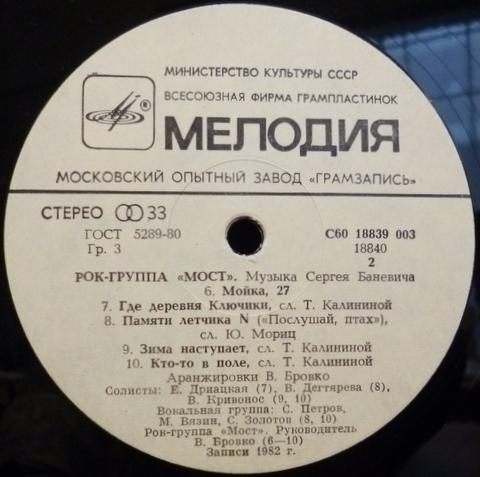 МИНИСТЕРСТВО КУЛЬТУРЫ СССР
ВСЕСОЮЗНАЯ ФИРМА ГРАМПЛАСТИНОК
®
МЕЛОДИЯ
МОСКОВСКИЙ ОПЫТНЫЙ ЗАВОД «ГРАМЗАПИСЬ»
СТЕРЕО 33
ГОСТ 5289-80
Гр. 3
С60 18839 003
18840
2
РОК-ГРУППА «МОСТ». Музыка Сергея Баневича
6. Мойка, 27
7. Где деревня Ключики, сл. Т. Калининой
8. Памяти летчика N («Послушай, птах»),
сл. Ю. Мориц
9. Зима наступает, сл. Т. Калининой
10. Кто-то в поле, сл. Т. Калининой
Аранжировки В. Бровко
Солисты: Е. Дриацкая (7), В. Дегтярева (8),
В. Кривонос (9, 10)
Вокальная группа: С. Петров,
М. Вязин, С. Золотов (8, 10)
Рок-группа «Мост». Руководитель
В. Бровко (6—10)
Записи 1982 г.